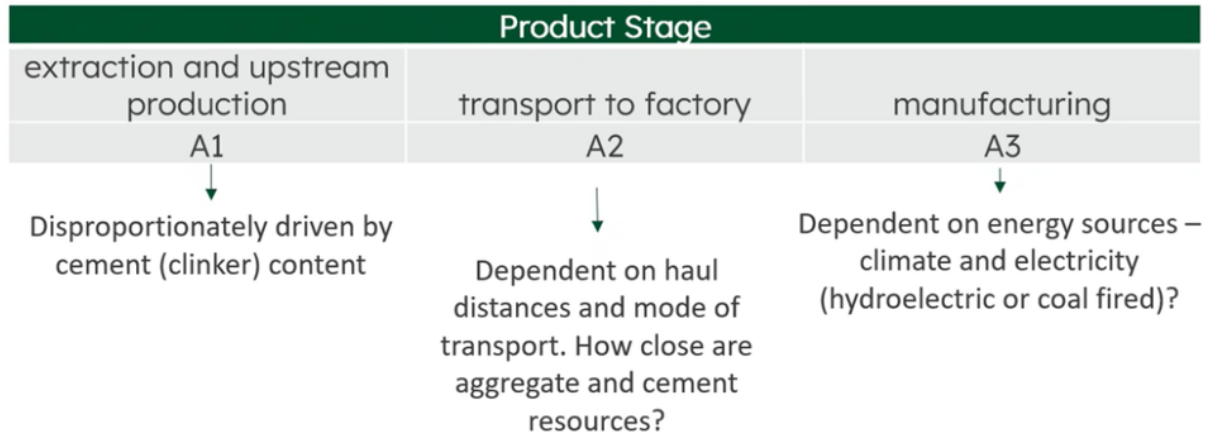 Product Stage
extraction and upstream
production
transport to factory
manufacturing
A1
A2
A3
Disproportionately driven by
cement (clinker) content
Dependent on haul
distances and mode of
transport. How close are
aggregate and cement
resources?
Dependent on energy sources –
climate and electricity
(hydroelectric or coal fired)?